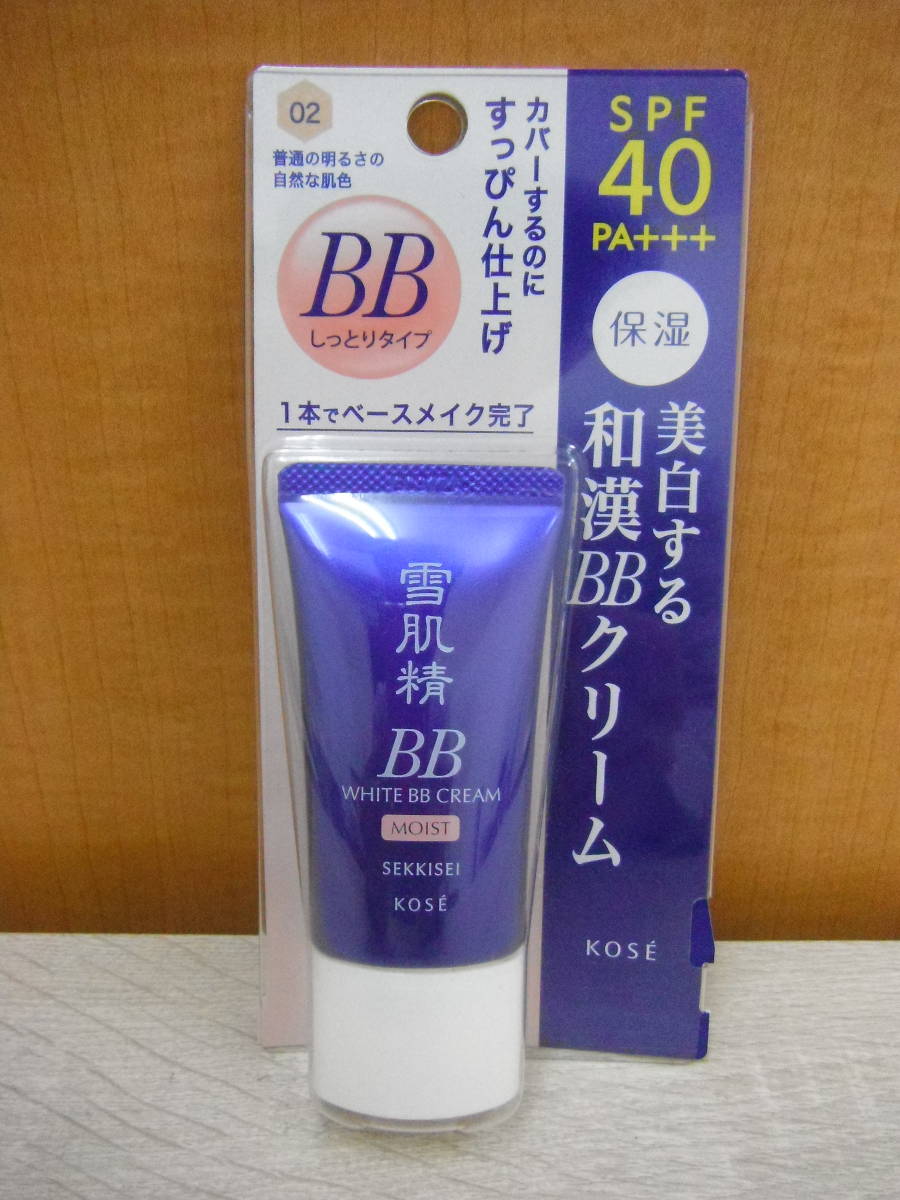 02
普通の明るさの
自然な肌色
カバーするのに
すっぴん仕上げ
BB
しっとりタイプ
1本でベースメイク完了
SPF
40
PA+++
保湿
美白する
和漢BBクリーム
KOSÉ
雪肌精
BB
WHITE BB CREAM
MOIST
SEKKISEI
KOSÉ